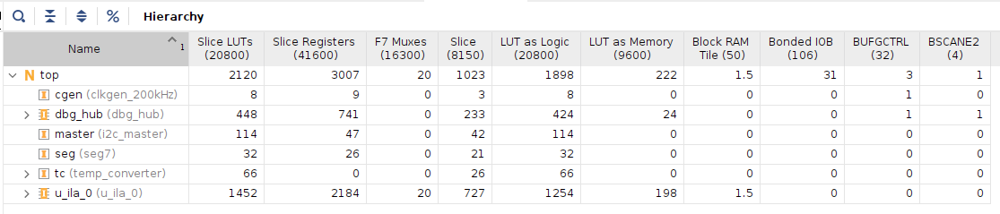 Hierarchy
Name 1 Slice LUTs (20800) Slice Registers (41600) F7 Muxes (16300) Slice (8150) LUT as Logic (20800) LUT as Memory (9600) Block RAM Tile (50) Bonded IOB (106) BUFGCTRL (32) BSCANE2 (4)
N top 2120 3007 20 1023 1898 222 1.5 31 3 1
cgen (clkgen_200kHz) 8 9 0 3 8 0 0 0 1 0
dbg_hub (dbg_hub) 448 741 0 233 424 24 0 0 1 1
master (i2c_master) 114 47 0 42 114 0 0 0 0 0
seg (seg7) 32 26 0 21 32 0 0 0 0 0
tc (temp_converter) 66 0 0 26 66 0 0 0 0 0
u_ila_0 (u_ila_0) 1452 2184 20 727 1254 198 1.5 0 0 0